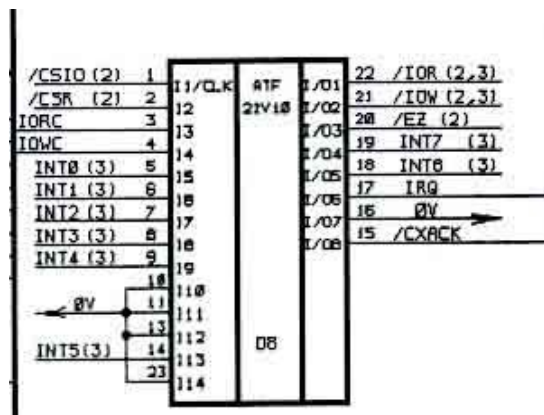 /CSIO (2) 1 I1/CLK ATF I/O1 22 /IOR (2,3)
/CSR (2) 2 I2 22V10 I/O2 21 /IOW (2,3)
IORC 3 I3 I/O3 20 /EZ (2)
IOWC 4 I4 I/O4 19 INT7 (3)
INT0 (3) 5 I5 I/O5 18 INT6 (3)
INT1 (3) 6 I6 I/O6 17 IRQ
INT2 (3) 7 I7 I/O7 16 0V
INT3 (3) 8 I8 I/O8 15 /CXACK
INT4 (3) 9 I9
10 I10
0V 11 I11
13 I12 D8
INT5(3) 14 I13
23 I14